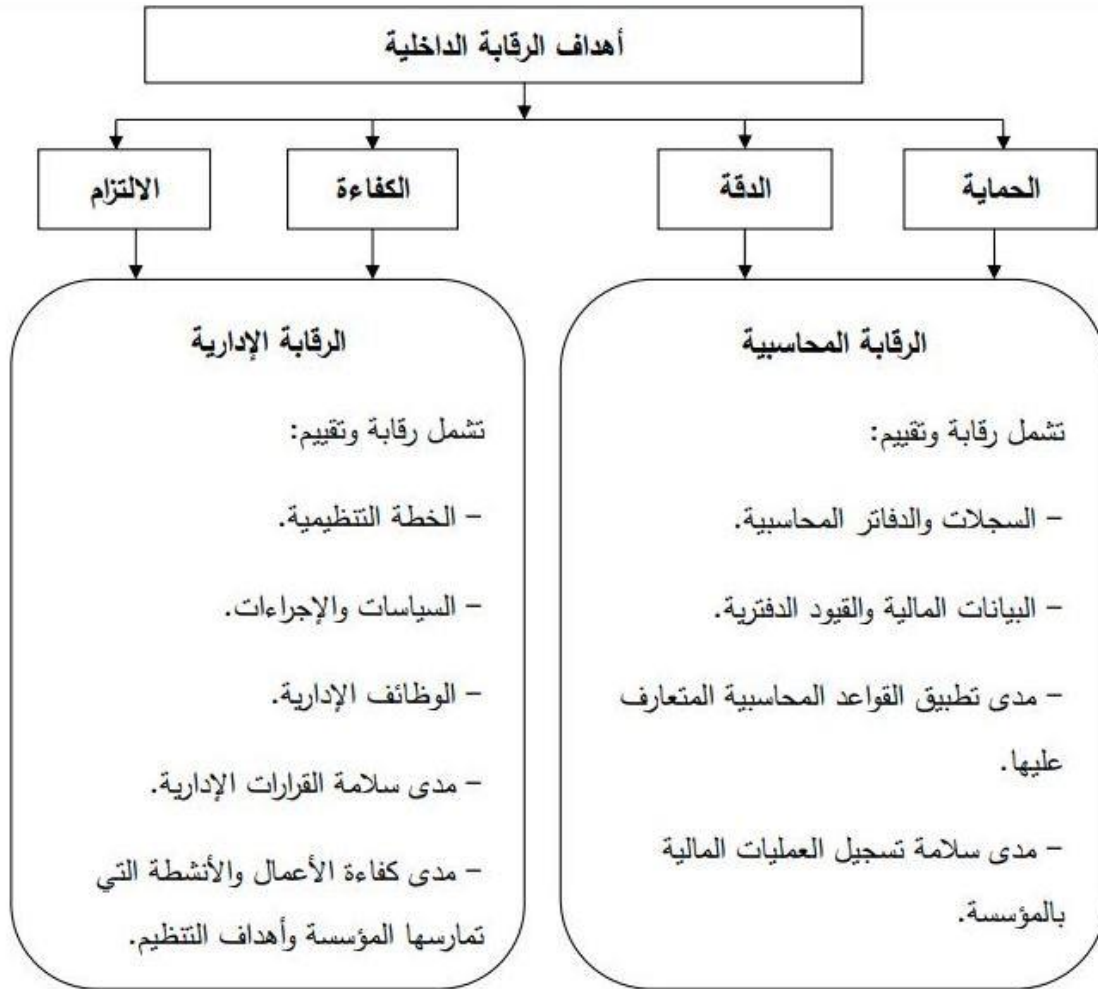 أهداف الرقابة الداخلية
الحماية
الدقة
الكفاءة
الالتزام
الرقابة المحاسبية
تشمل رقابة وتقييم:
– السجلات والدفاتر المحاسبية.
– البيانات المالية والقيود الدفترية.
– مدى تطبيق القواعد المحاسبية المتعارف
عليها.
– مدى سلامة تسجيل العمليات المالية
بالمؤسسة.
الرقابة الإدارية
تشمل رقابة وتقييم:
– الخطة التنظيمية.
– السياسات والإجراءات.
– الوظائف الإدارية.
– مدى سلامة القرارات الإدارية.
– مدى كفاءة الأعمال والأنشطة التي
تمارسها المؤسسة وأهداف التنظيم.